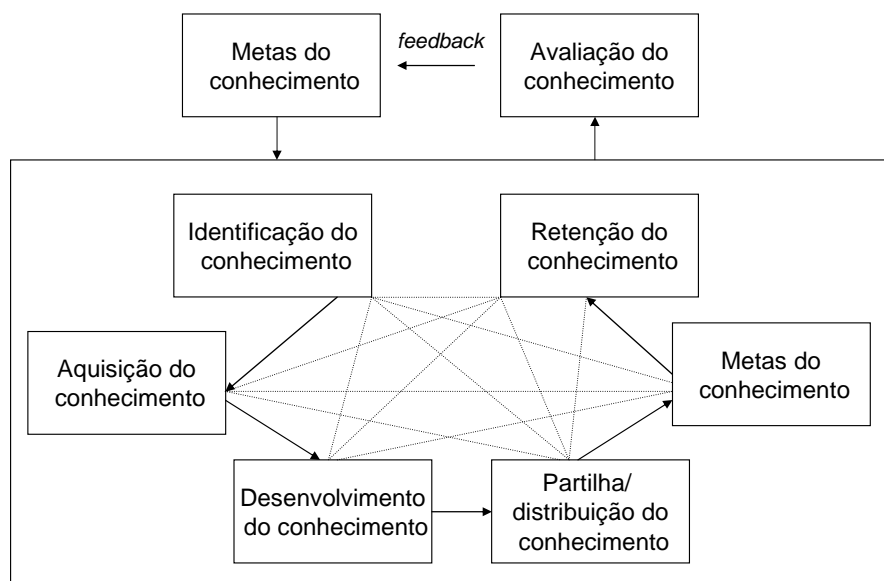 Metas do
conhecimento
feedback
Avaliação do
conhecimento
Identificação do
conhecimento
Retenção do
conhecimento
Aquisição do
conhecimento
Metas do
conhecimento
Desenvolvimento
do conhecimento
Partilha/
distribuição do
conhecimento